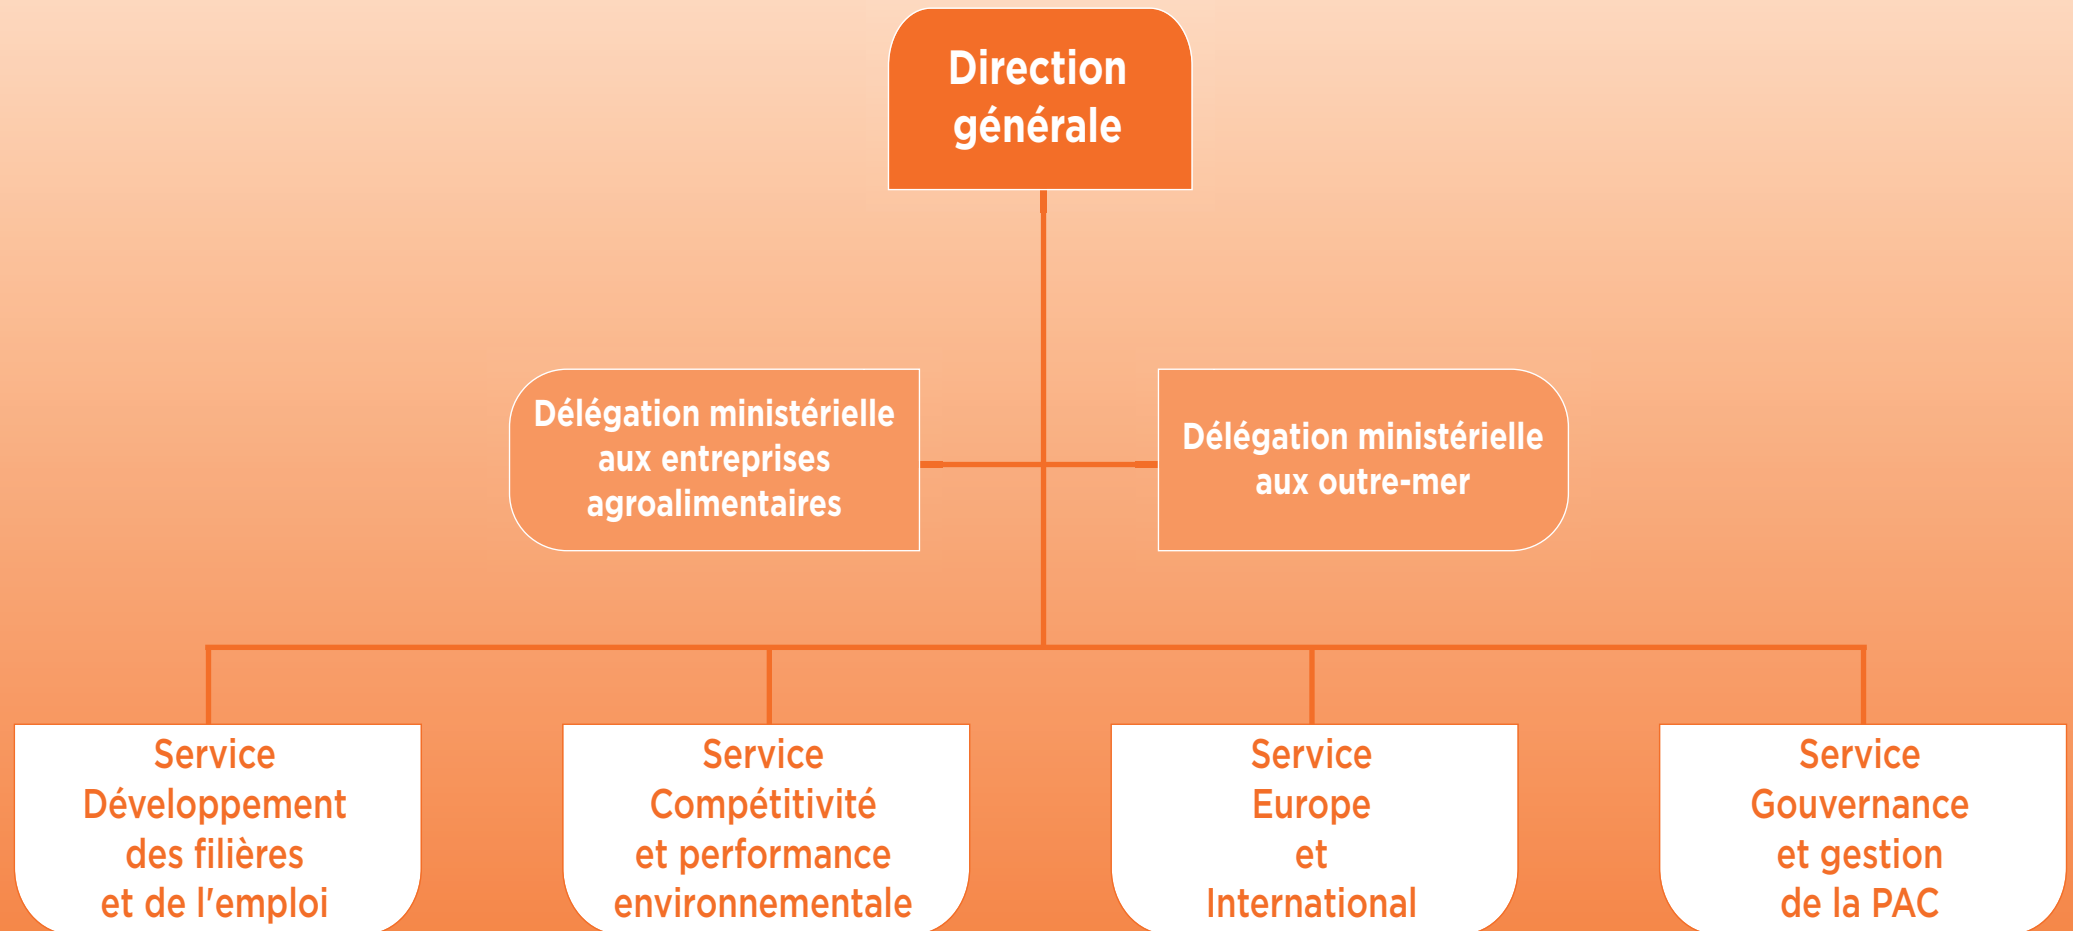 Direction
générale
Délégation ministérielle
aux entreprises
agroalimentaires
Délégation ministérielle
aux outre-mer
Service
Développement
des filières
et de l'emploi
Service
Compétitivité
et performance
environnementale
Service
Europe
et
International
Service
Gouvernance
et gestion
de la PAC